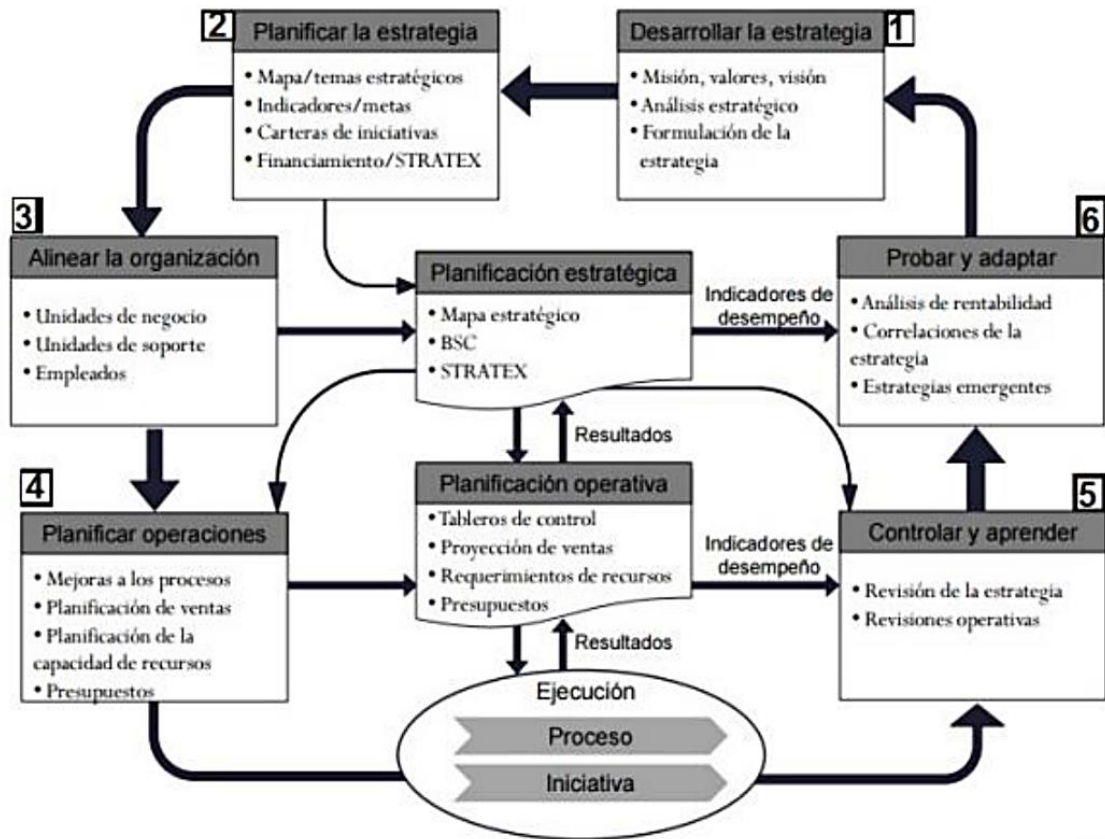 2
Planificar la estrategia
• Mapa/temas estratégicos
• Indicadores/metas
• Carteras de iniciativas
• Financiamiento/STRATEX
1
Desarrollar la estrategia
• Misión, valores, visión
• Análisis estratégico
• Formulación de la
estrategia
3
Alinear la organización
• Unidades de negocio
• Unidades de soporte
• Empleados
Planificación estratégica
• Mapa estratégico
• BSC
• STRATEX
Indicadores de
desempeño
6
Probar y adaptar
• Análisis de rentabilidad
• Correlaciones de la
estrategia
• Estrategias emergentes
Resultados
4
Planificar operaciones
• Mejoras a los procesos
• Planificación de ventas
• Planificación de la
capacidad de recursos
• Presupuestos
Planificación operativa
• Tableros de control
• Proyección de ventas
• Requerimientos de recursos
• Presupuestos
Indicadores de
desempeño
5
Controlar y aprender
• Revisión de la estrategia
• Revisiones operativas
Resultados
Ejecución
Proceso
Iniciativa